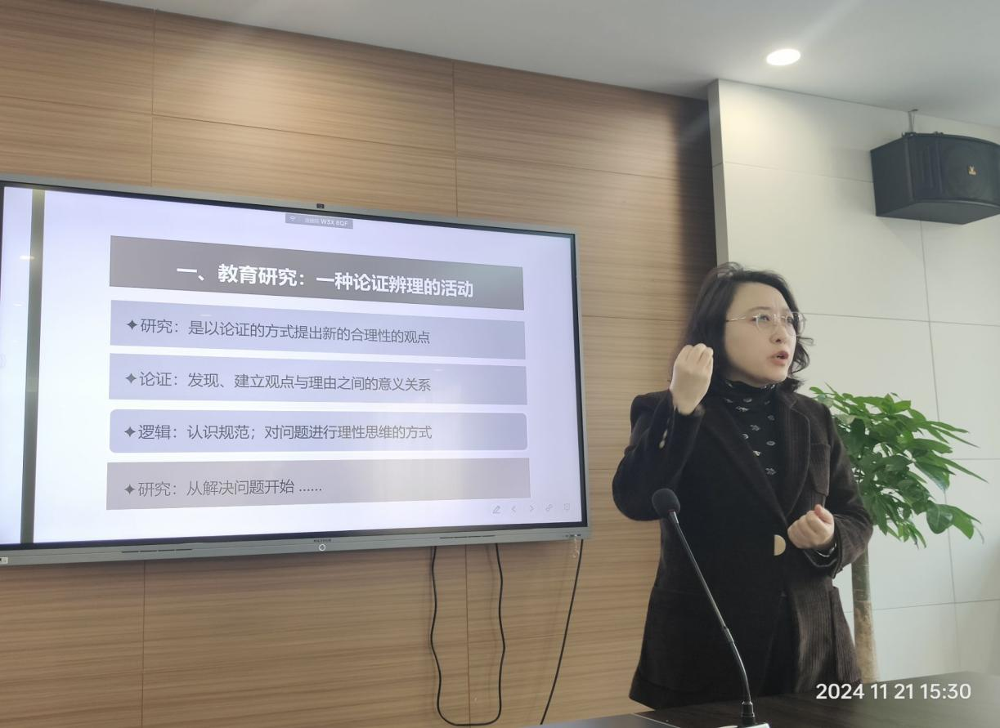 W3X 6QF
一、教育研究：一种论证辨理的活动
✦研究：是以论证的方式提出新的合理性的观点
✦论证：发现、建立观点与理由之间的意义关系
✦逻辑：认识规范；对问题进行理性思维的方式
✦研究：从解决问题开始 ......
MAXHUB
2024 11 21 15:30